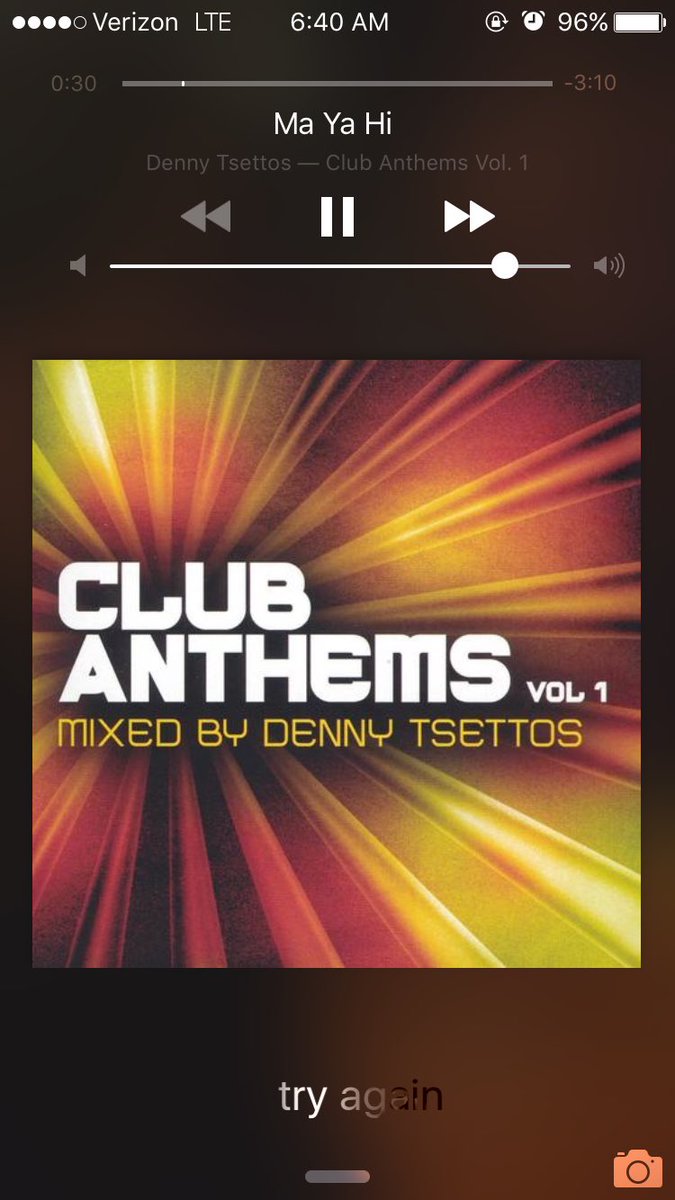 Verizon LTE 6:40 AM 96%
0:30 -3:10
Ma Ya Hi
Denny Tsettos — Club Anthems Vol. 1
CLUB
ANTHEMS VOL 1
MIXED BY DENNY TSETTOS
try again